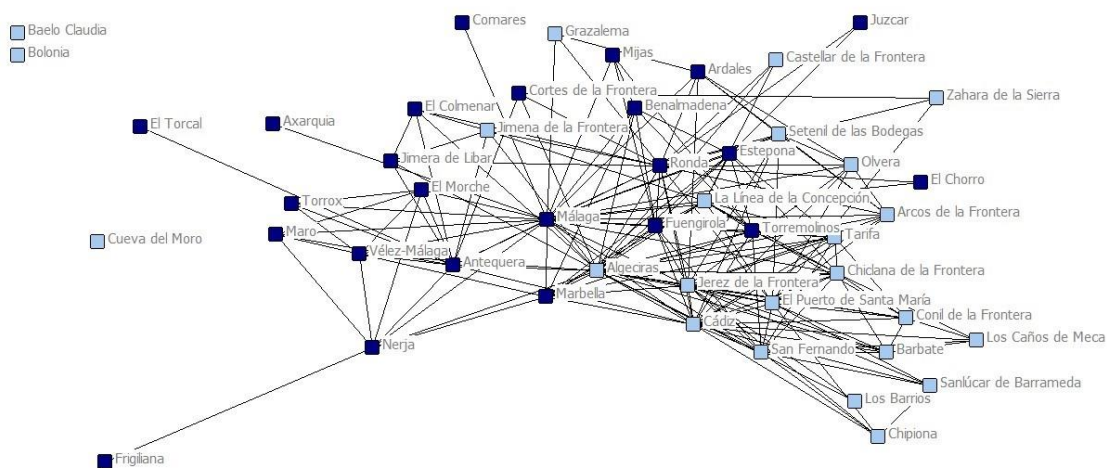 Baelo Claudia
Bolonia
Comares
Grazalema
Juzcar
Mijas
Castellar de la Frontera
Ardales
Cortes de la Frontera
Zahara de la Sierra
El Colmenar
Benalmadena
El Torcal
Axarquia
Jimena de la Frontera
Setenil de las Bodegas
Jimera de Libar
Ronda
Estepona
Olvera
El Morche
El Chorro
Torrox
La Línea de la Concepción
Málaga
Fuengirola
Torremolinos
Arcos de la Frontera
Maro
Tarifa
Cueva del Moro
Vélez-Málaga
Antequera
Algeciras
Chiclana de la Frontera
Jerez de la Frontera
Marbella
El Puerto de Santa María
Conil de la Frontera
Cádiz
Los Caños de Meca
Nerja
San Fernando
Barbate
Sanlúcar de Barrameda
Los Barrios
Chipiona
Frigiliana